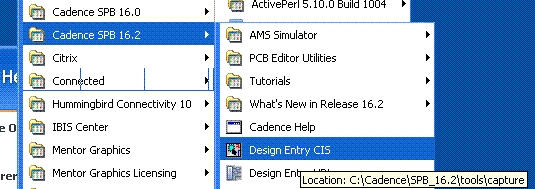 Cadence SPB 16.0
ActivePerl 5.10.0 Build 1004
Cadence SPB 16.2
AMS Simulator
Citrix
PCB Editor Utilities
He
Connected
Tutorials
Hummingbird Connectivity 10
What's New in Release 16.2
IBIS Center
Cadence Help
Mentor Graphics
Design Entry CIS
Mentor Graphics Licensing
Design Entry HDL
Location: C:\Cadence\SPB_16.2\tools\capture